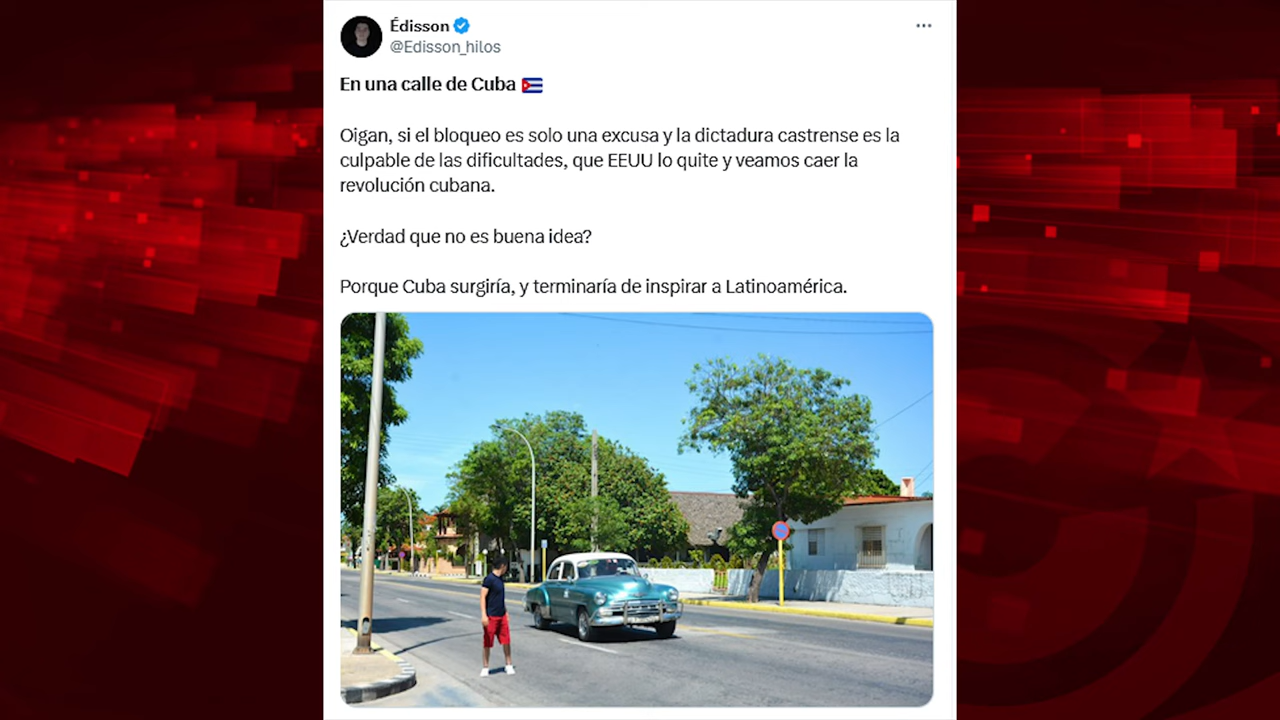 Édisson
@Edisson_hilos
En una calle de Cuba 🇨🇺
Oigan, si el bloqueo es solo una excusa y la dictadura castrense es la
culpable de las dificultades, que EEUU lo quite y veamos caer la
revolución cubana.
¿Verdad que no es buena idea?
Porque Cuba surgiría, y terminaría de inspirar a Latinoamérica.